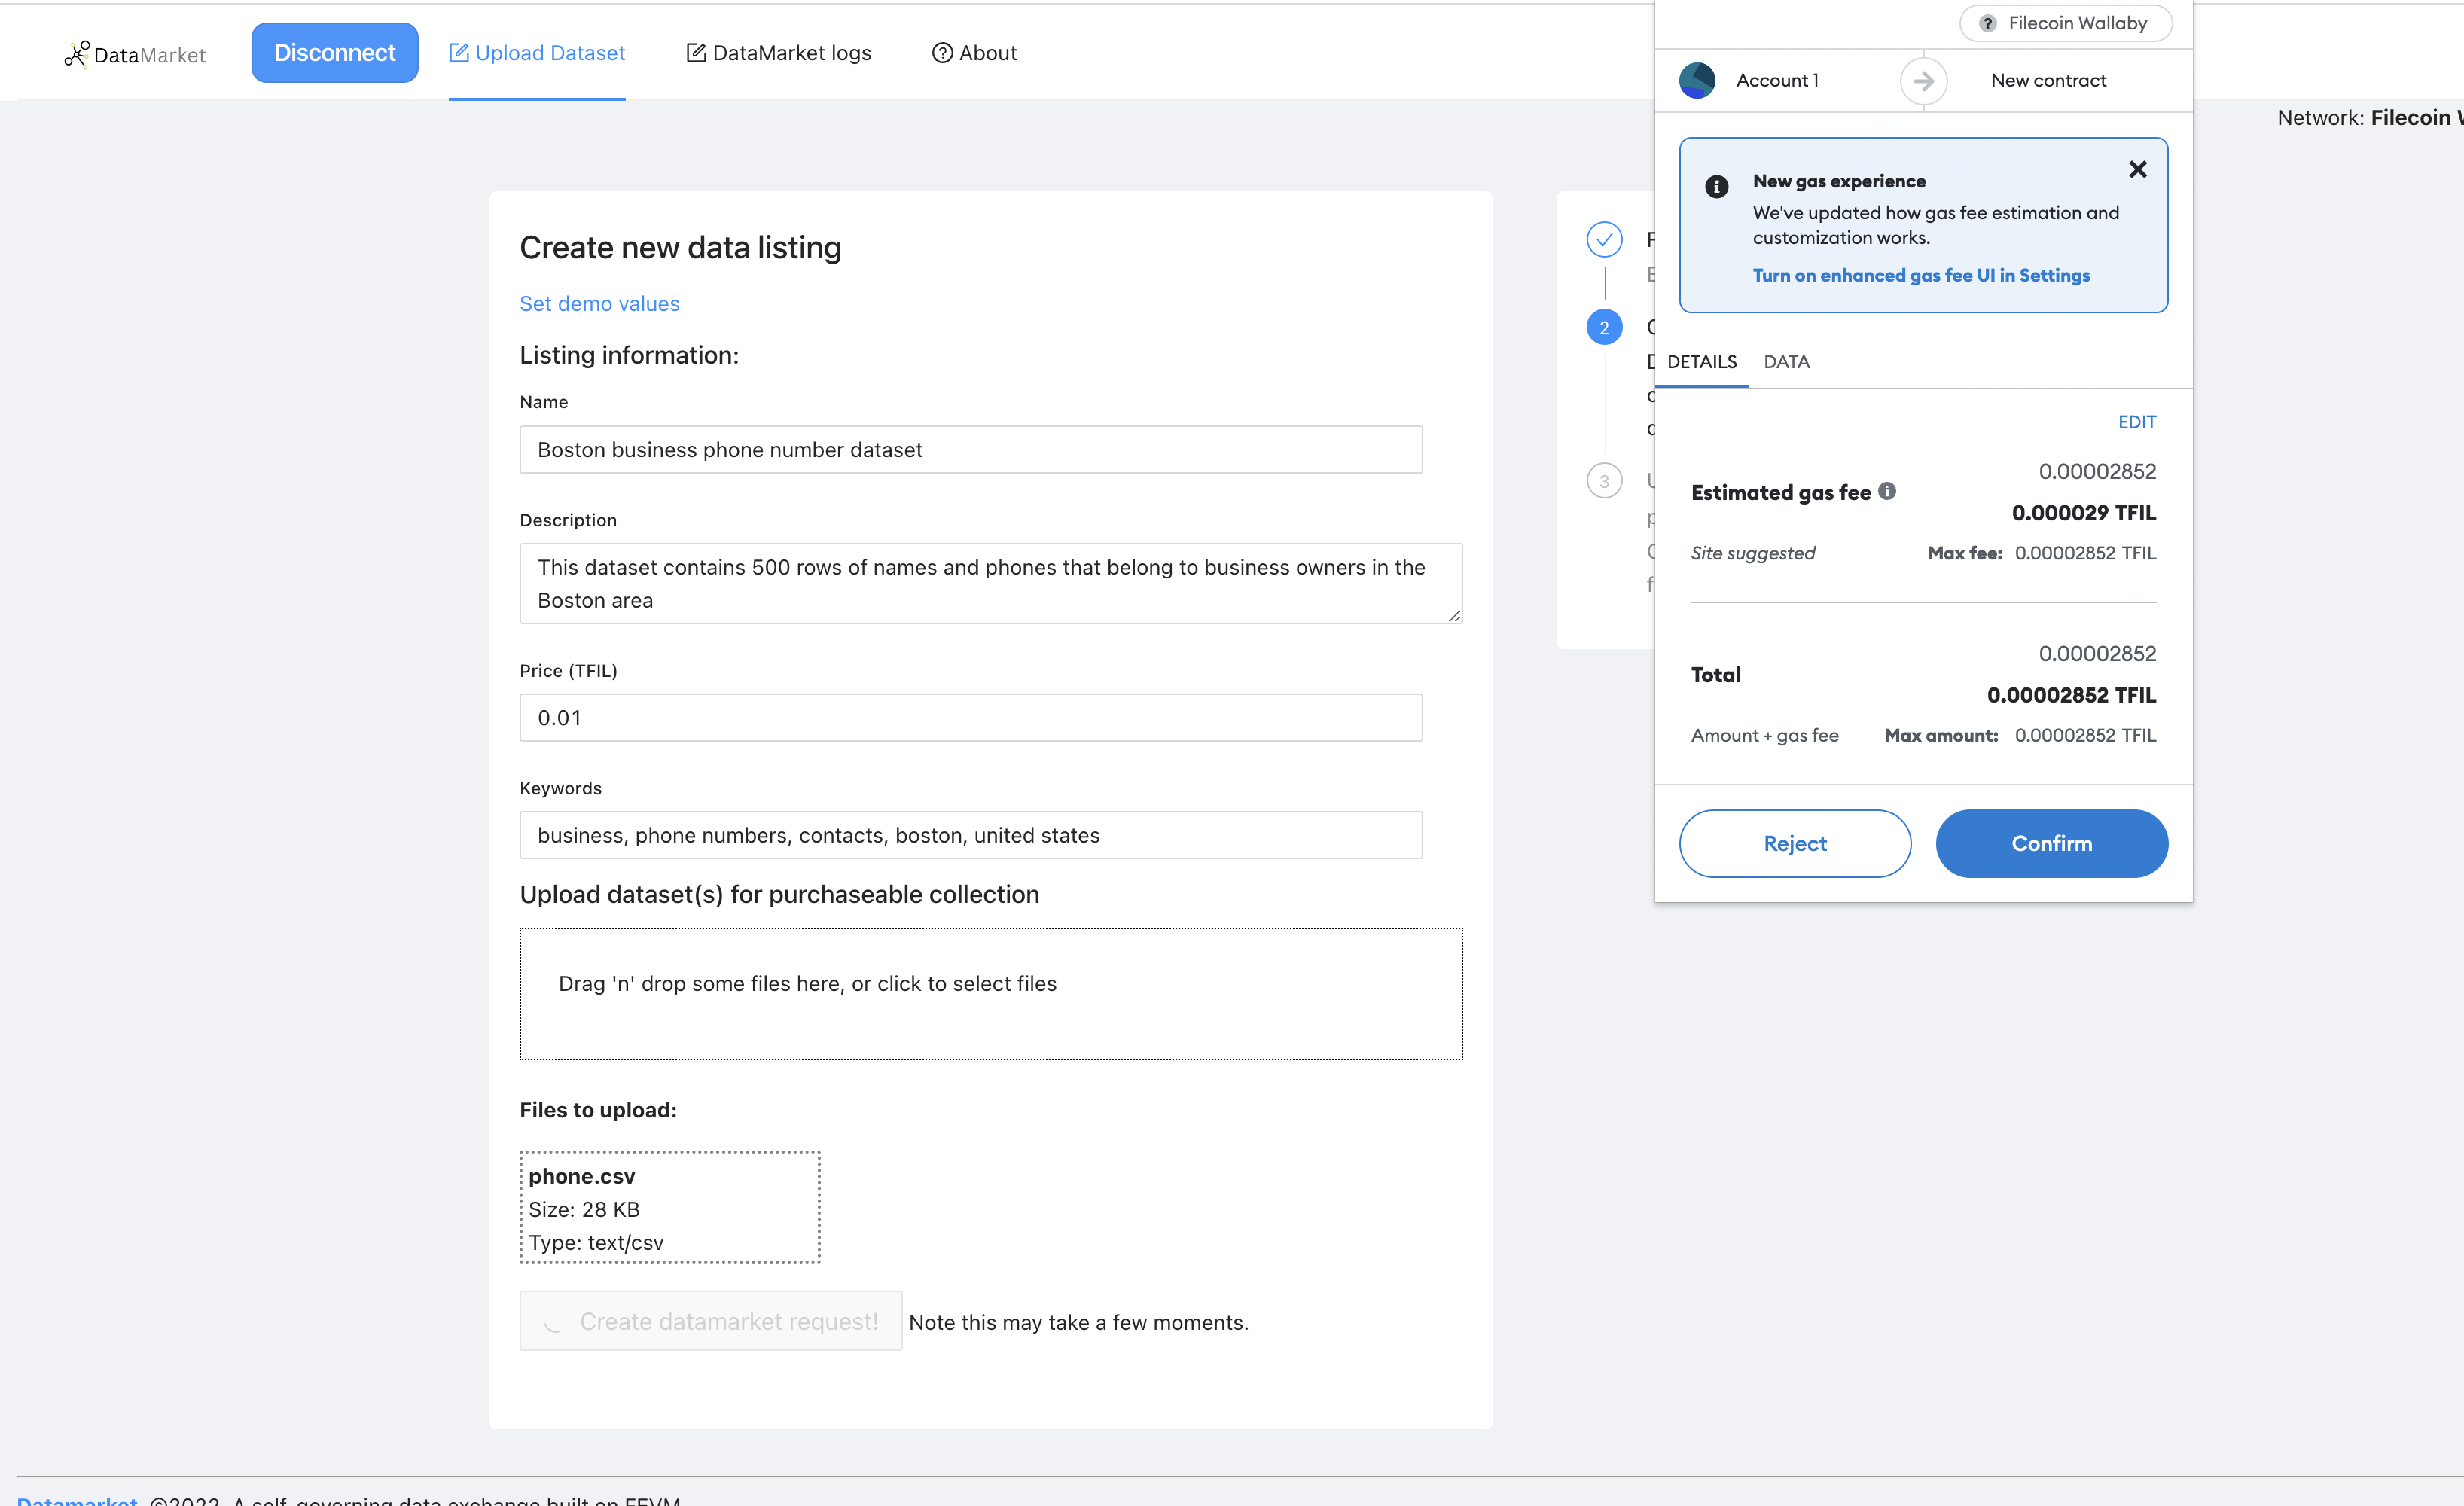 DataMarket
Disconnect
Upload Dataset
DataMarket logs
About
Network: Filecoin
Create new data listing
Set demo values
Listing information:
Name
Boston business phone number dataset
Description
This dataset contains 500 rows of names and phones that belong to business owners in the
Boston area
Price (TFIL)
0.01
Keywords
business, phone numbers, contacts, boston, united states
Upload dataset(s) for purchaseable collection
Drag 'n' drop some files here, or click to select files
Files to upload:
phone.csv
Size: 28 KB
Type: text/csv
Create datamarket request!
Note this may take a few moments.
2
3
Filecoin Wallaby
Account 1
New contract
New gas experience
We've updated how gas fee estimation and
customization works.
Turn on enhanced gas fee UI in Settings
DETAILS
DATA
EDIT
0.00002852
Estimated gas fee
0.000029 TFIL
Site suggested
Max fee: 0.00002852 TFIL
0.00002852
Total
0.00002852 TFIL
Amount + gas fee
Max amount: 0.00002852 TFIL
Reject
Confirm
Datamarket ©2022. A self-governing data exchange built on FEVM